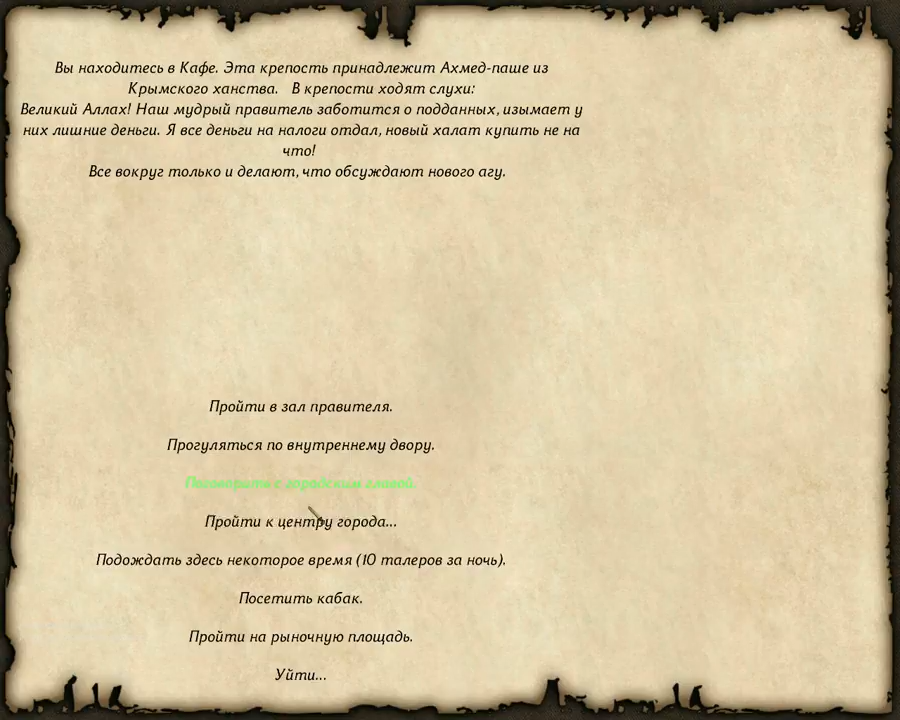 Вы находитесь в Кафе. Эта крепость принадлежит Ахмед-паше из
Крымского ханства. В крепости ходят слухи:
Великий Аллах! Наш мудрый правитель заботится о подданных, изымает у
них лишние деньги. Я все деньги на налоги отдал, новый халат купить не на
что!
Все вокруг только и делают, что обсуждают нового агу.
Пройти в зал правителя.
Прогуляться по внутреннему двору.
Поговорить с городским главой.
Пройти к центру города...
Подождать здесь некоторое время (10 талеров за ночь).
Посетить кабак.
Пройти на рыночную площадь.
Уйти...